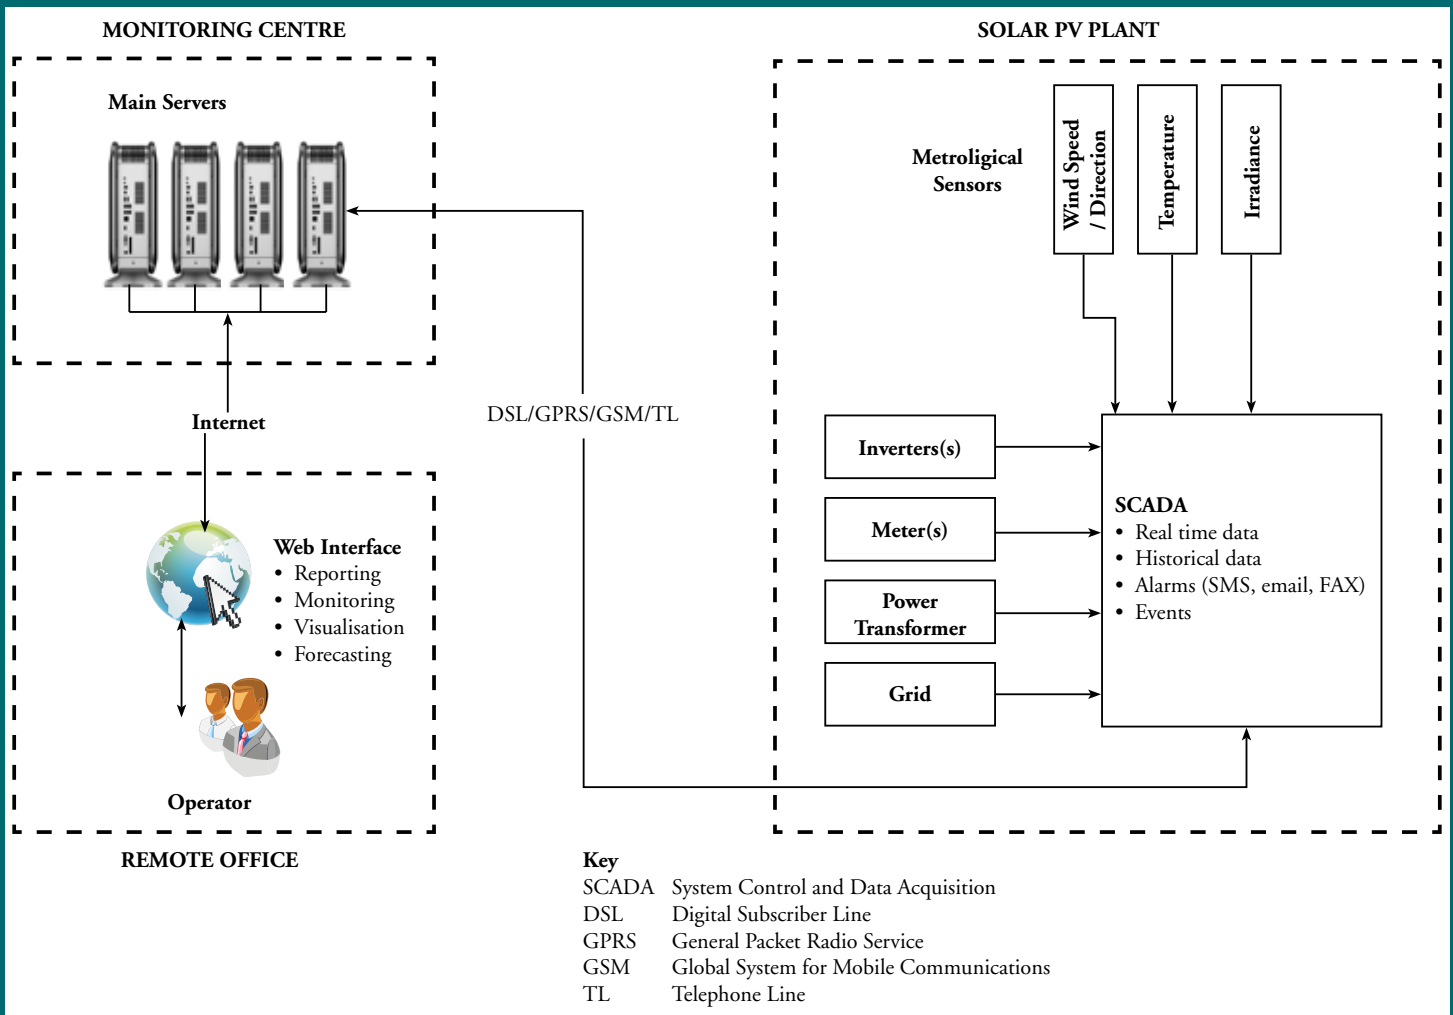 MONITORING CENTRE
Main Servers
Internet
Web Interface
• Reporting
• Monitoring
• Visualisation
• Forecasting
Operator
REMOTE OFFICE
DSL/GPRS/GSM/TL
SOLAR PV PLANT
Metroligical
Sensors
Wind Speed
/ Direction
Temperature
Irradiance
Inverters(s)
Meter(s)
Power
Transformer
Grid
SCADA
• Real time data
• Historical data
• Alarms (SMS, email, FAX)
• Events
Key
SCADA System Control and Data Acquisition
DSL Digital Subscriber Line
GPRS General Packet Radio Service
GSM Global System for Mobile Communications
TL Telephone Line